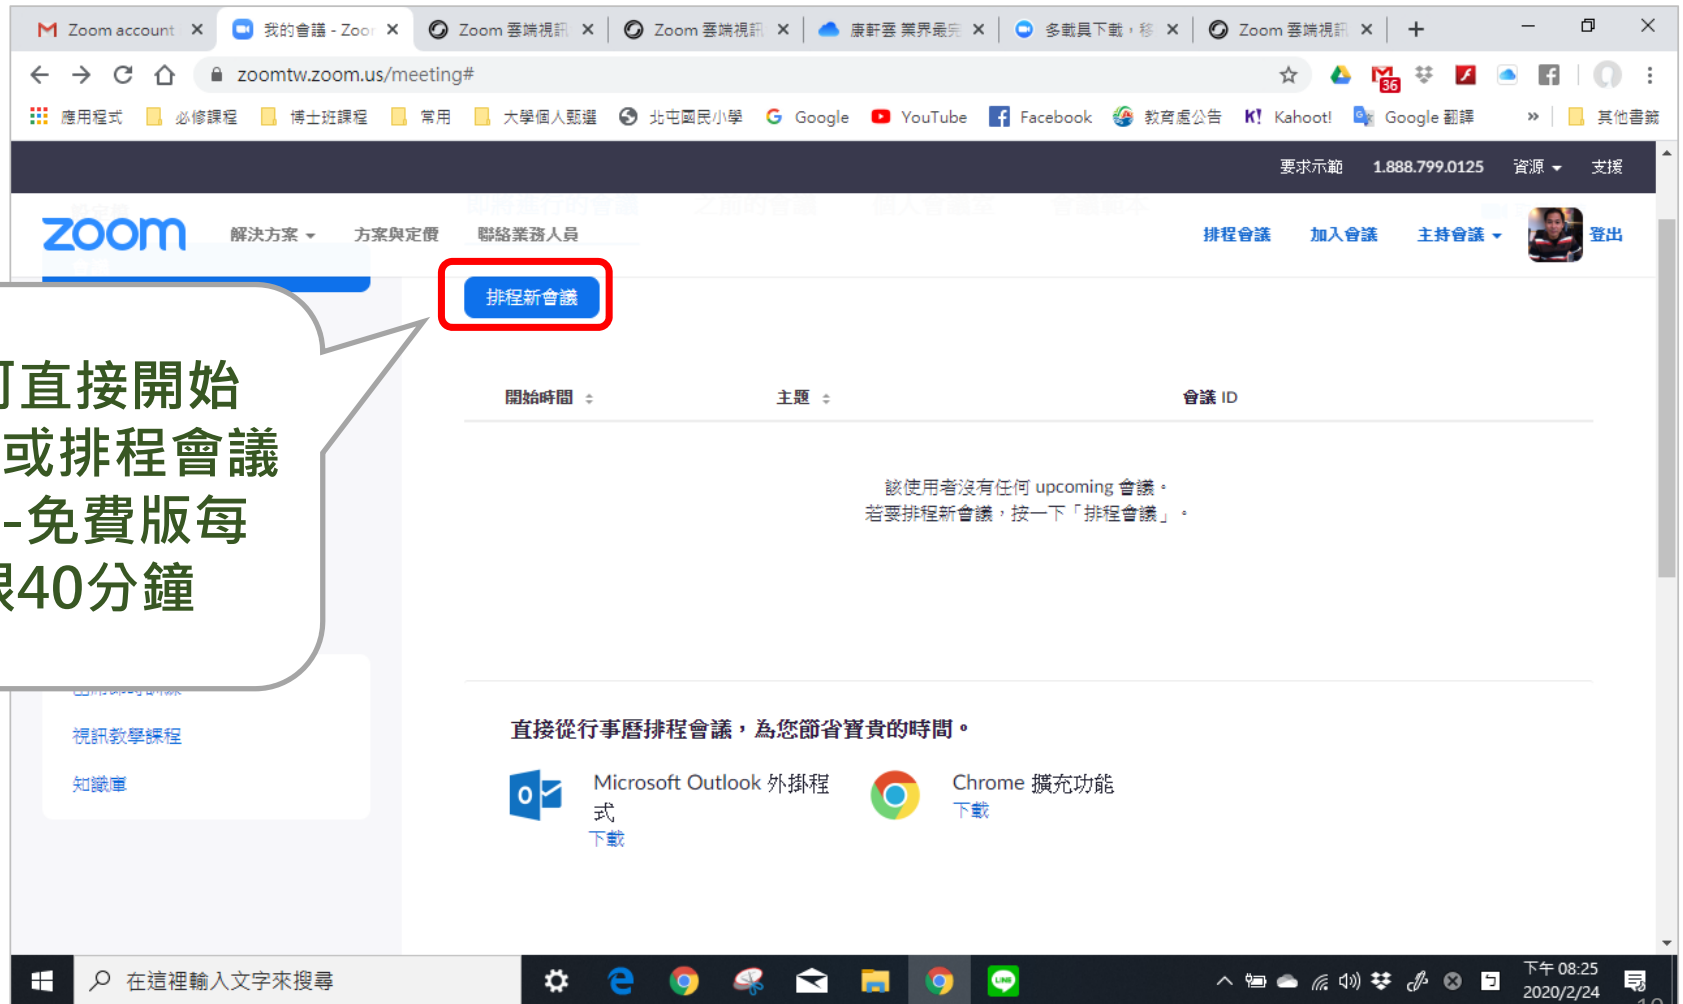 Zoom account
我的會議 - Zoor
Zoom 雲端視訊
Zoom 雲端視訊
康軒雲 業界最完
多載具下載，移
Zoom 雲端視訊
zoomtw.zoom.us/meeting#
36
應用程式
必修課程
博士班課程
常用
大學個人甄選
北屯國民小學
Google
YouTube
Facebook
教育處公告
K!
Kahoot!
Google 翻譯
»
其他書籤
要求示範
1.888.799.0125
資源
支援
zoom
解決方案
方案與定價
聯絡業務人員
排程會議
加入會議
主持會議
登出
排程新會議
可直接開始
或排程會議
-免費版每
限40分鐘
開始時間
主題
會議 ID
該使用者沒有任何 upcoming 會議。
若要排程新會議，按一下「排程會議」。
視訊教學課程
知識庫
直接從行事曆排程會議，為您節省寶貴的時間。
Microsoft Outlook 外掛程
式
下載
Chrome 擴充功能
下載
在這裡輸入文字來搜尋
LINE
ㄅ
下午 08:25
2020/2/24